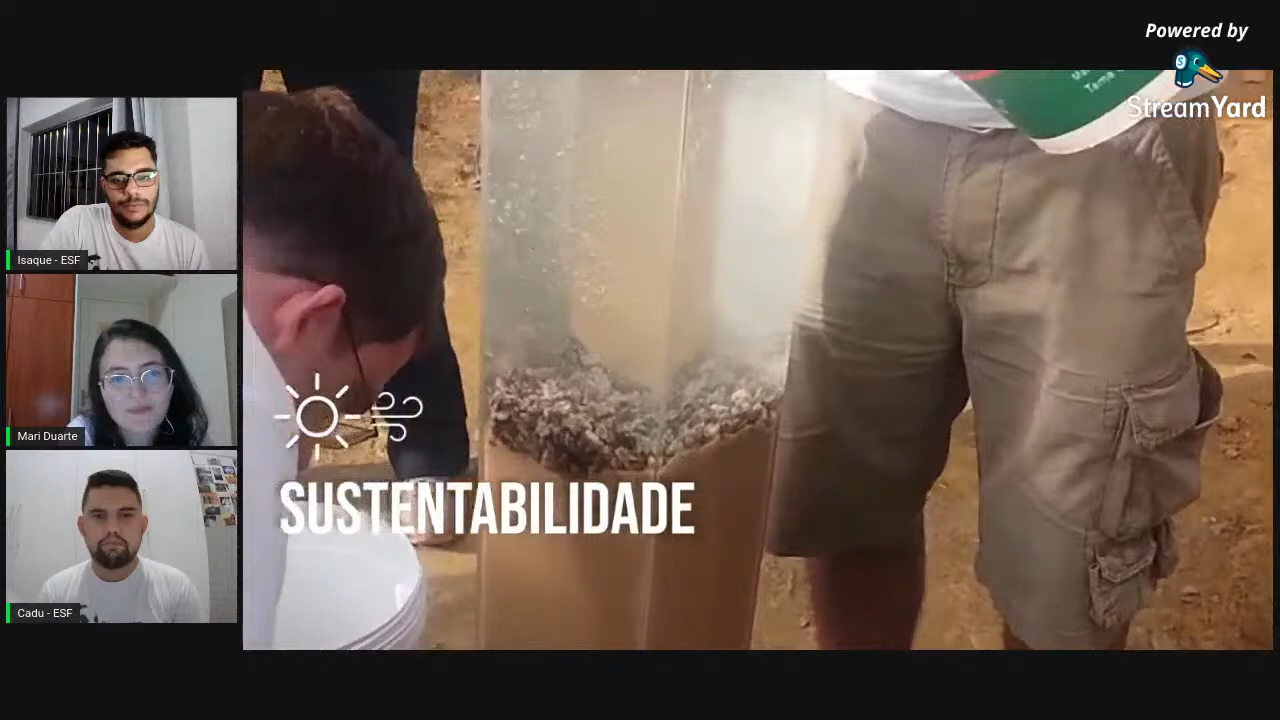 Powered by
StreamYard
Isaque - ESF
Mari Duarte
Cadu - ESF
SUSTENTABILIDADE